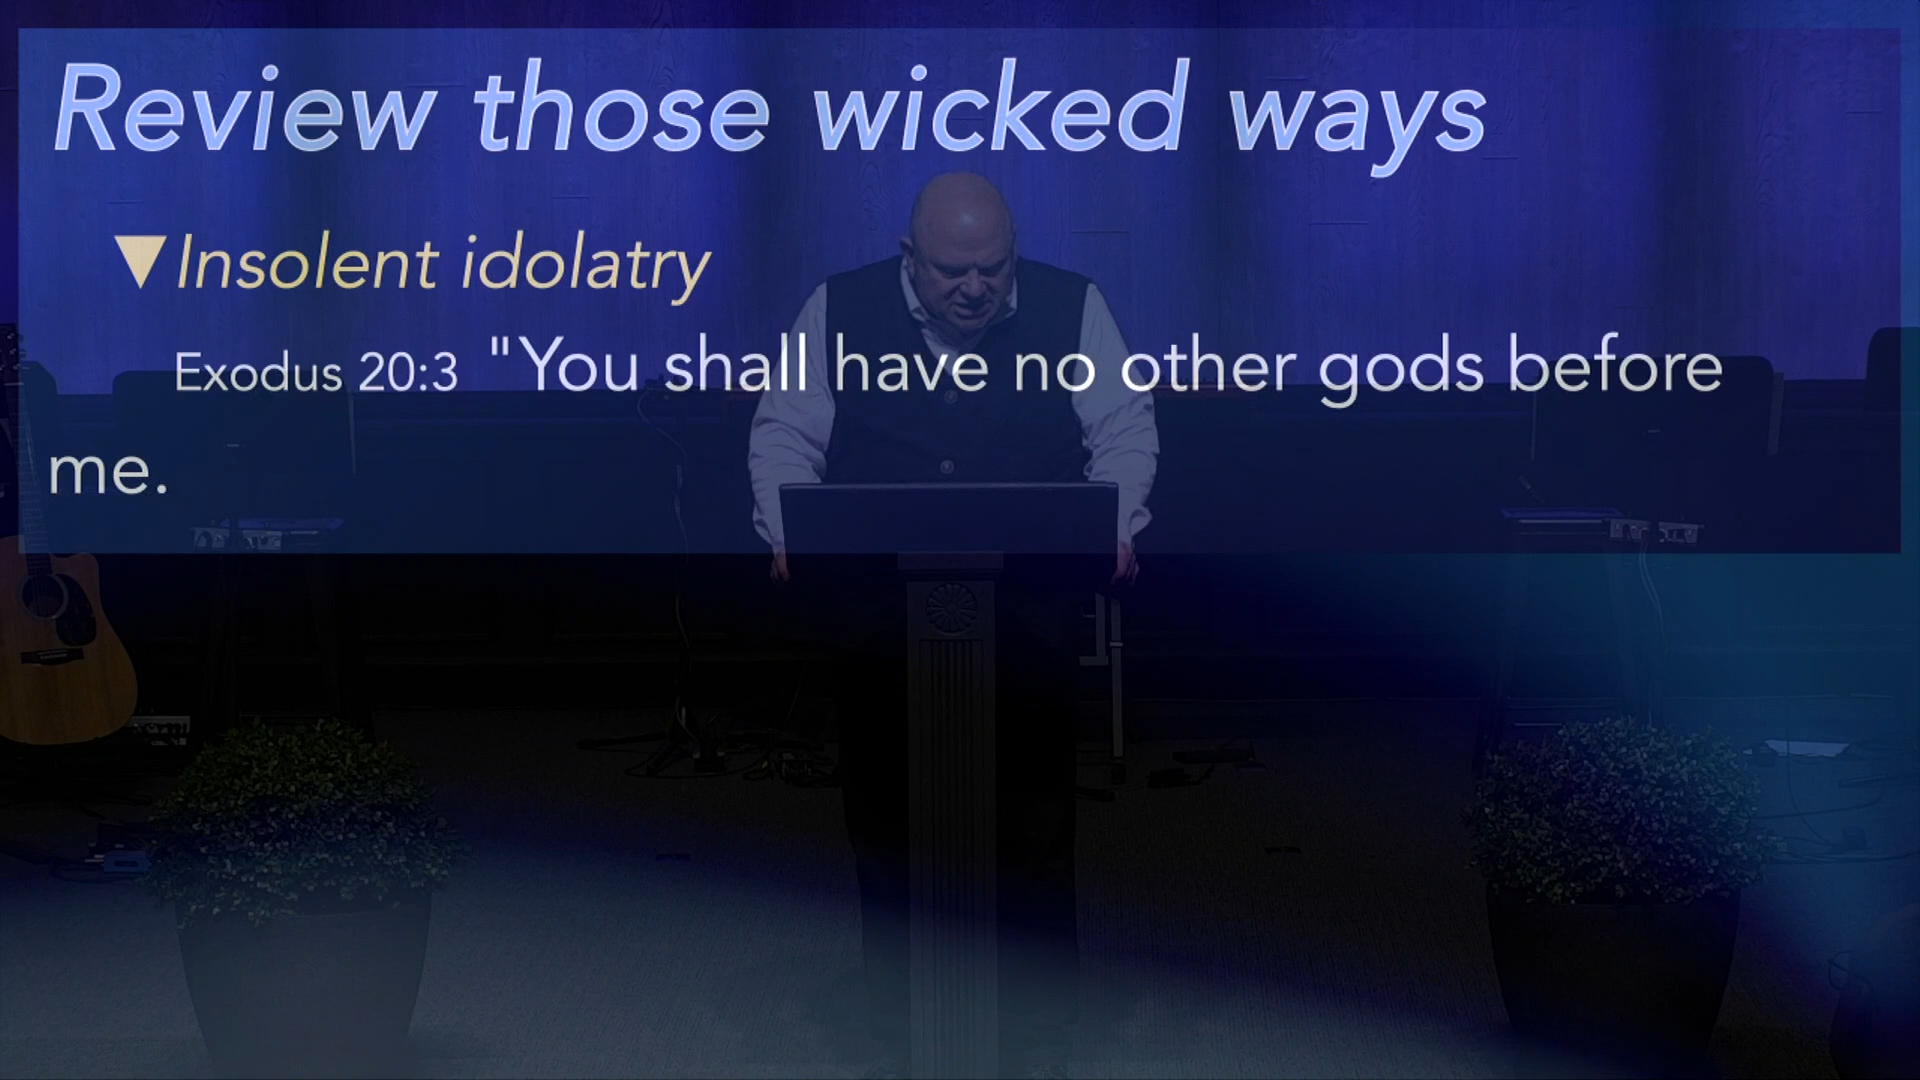 Review those wicked ways
▼Insolent idolatry
Exodus 20:3 "You shall have no other gods before
me.